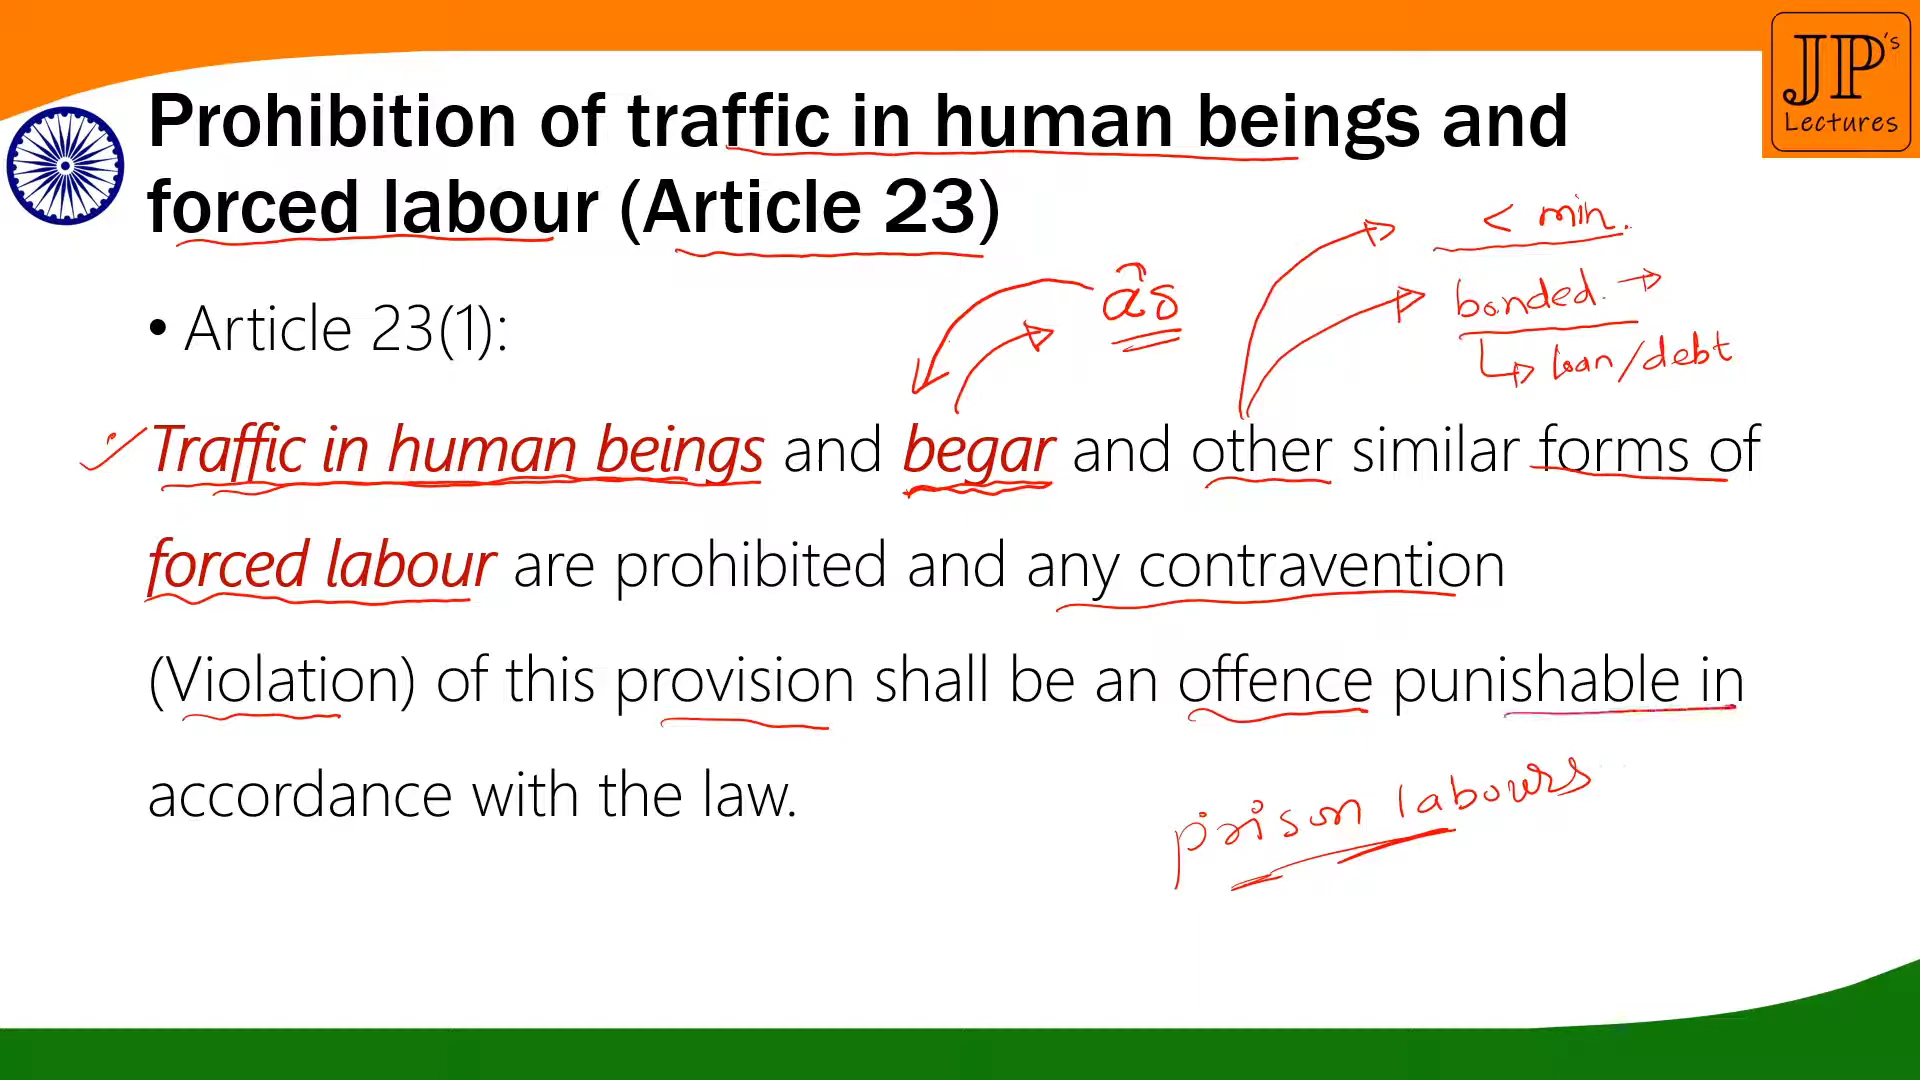 JP's
Lectures
Prohibition of traffic in human beings and
forced labour (Article 23)
< min.
bonded. →
loan/debt
• Article 23(1):
Traffic in human beings and begar and other similar forms of
forced labour are prohibited and any contravention
(Violation) of this provision shall be an offence punishable in
accordance with the law.
prison labours